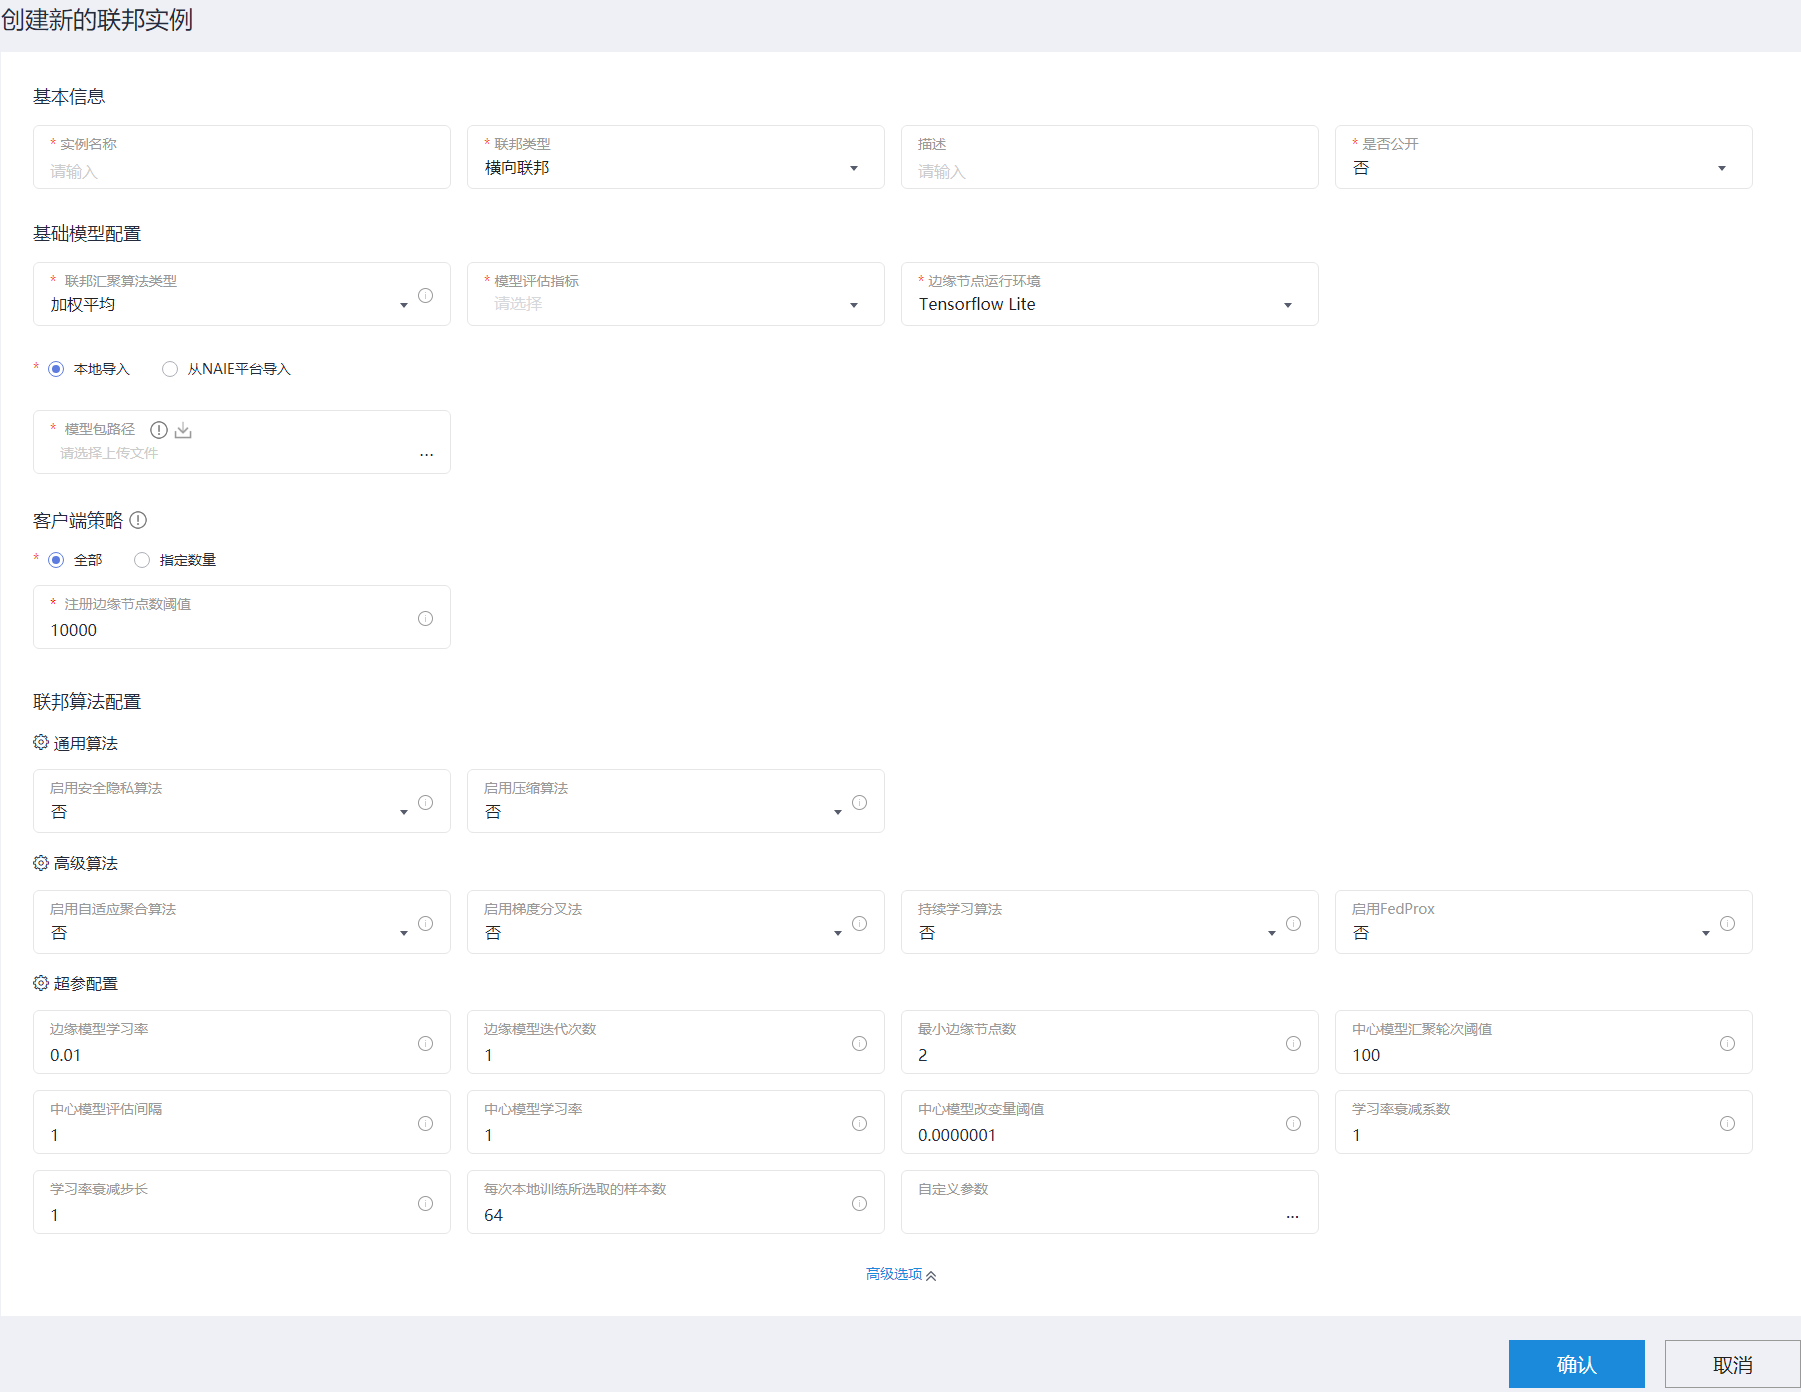 创建新的联邦实例
基本信息
* 实例名称
请输入
* 联邦类型
横向联邦
描述
请输入
* 是否公开
否
基础模型配置
* 联邦汇聚算法类型
加权平均
* 模型评估指标
请选择
* 边缘节点运行环境
Tensorflow Lite
* 本地导入 从NAIE平台导入
* 模型包路径
请选择上传文件 ...
客户端策略
* 全部 指定数量
* 注册边缘节点数阈值
10000
联邦算法配置
通用算法
启用安全隐私算法
否
启用压缩算法
否
高级算法
启用自适应聚合算法
否
启用梯度分叉法
否
持续学习算法
否
启用FedProx
否
超参配置
边缘模型学习率
0.01
边缘模型迭代次数
1
最小边缘节点数
2
中心模型汇聚轮次阈值
100
中心模型评估间隔
1
中心模型学习率
1
中心模型改变量阈值
0.0000001
学习率衰减系数
1
学习率衰减步长
1
每次本地训练所选取的样本数
64
自定义参数
...
高级选项
确认 取消